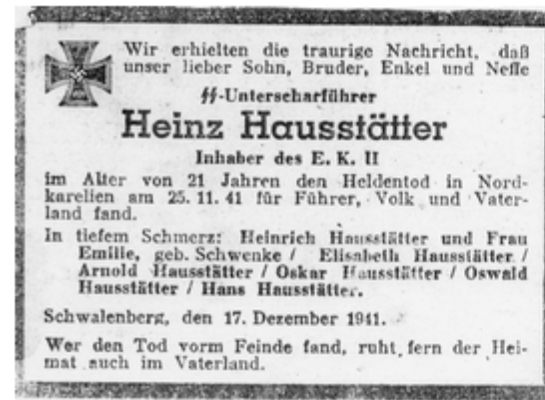 Wir erhielten die traurige Nachricht, daß
unser lieber Sohn, Bruder, Enkel und Neffe
ᛋᛋ-Unterscharführer
Heinz Hausstätter
Inhaber des E. K. II
im Alter von 21 Jahren den Heldentod in Nord-
karelien am 25. 11. 41 für Führer, Volk und Vater-
land fand.
In tiefem Schmerz: Heinrich Hausstätter und Frau
Emilie, geb. Schwenke / Elisabeth Hausstätter /
Arnold Hausstätter / Oskar Hausstätter / Oswald
Hausstätter / Hans Hausstätter.
Schwalenberg, den 17. Dezember 1941.
Wer den Tod vorm Feinde fand, ruht fern der Hei-
mat auch im Vaterland.